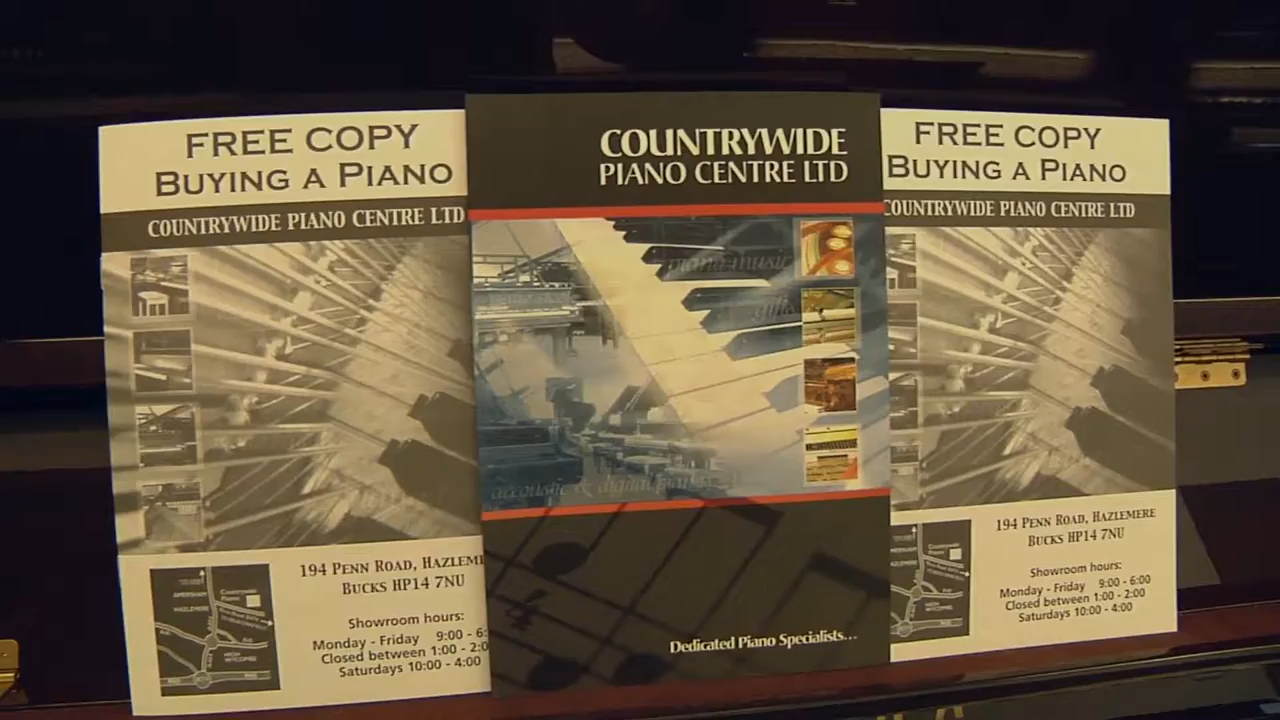 FREE COPY
BUYING A PIANO
COUNTRYWIDE PIANO CENTRE LTD
194 PENN ROAD, HAZLEME
BUCKS HP14 7NU
Showroom hours:
Monday - Friday 9:00 - 6:
Closed between 1:00 - 2:0
Saturdays 10:00 - 4:00
COUNTRYWIDE
PIANO CENTRE LTD
piano music
gifts
acoustic & digital pianos
Dedicated Piano Specialists...
FREE COPY
BUYING A PIANO
COUNTRYWIDE PIANO CENTRE LTD
194 PENN ROAD, HAZLEMERE
BUCKS HP14 7NU
Showroom hours:
Monday - Friday 9:00 - 6:00
Closed between 1:00 - 2:00
Saturdays 10:00 - 4:00